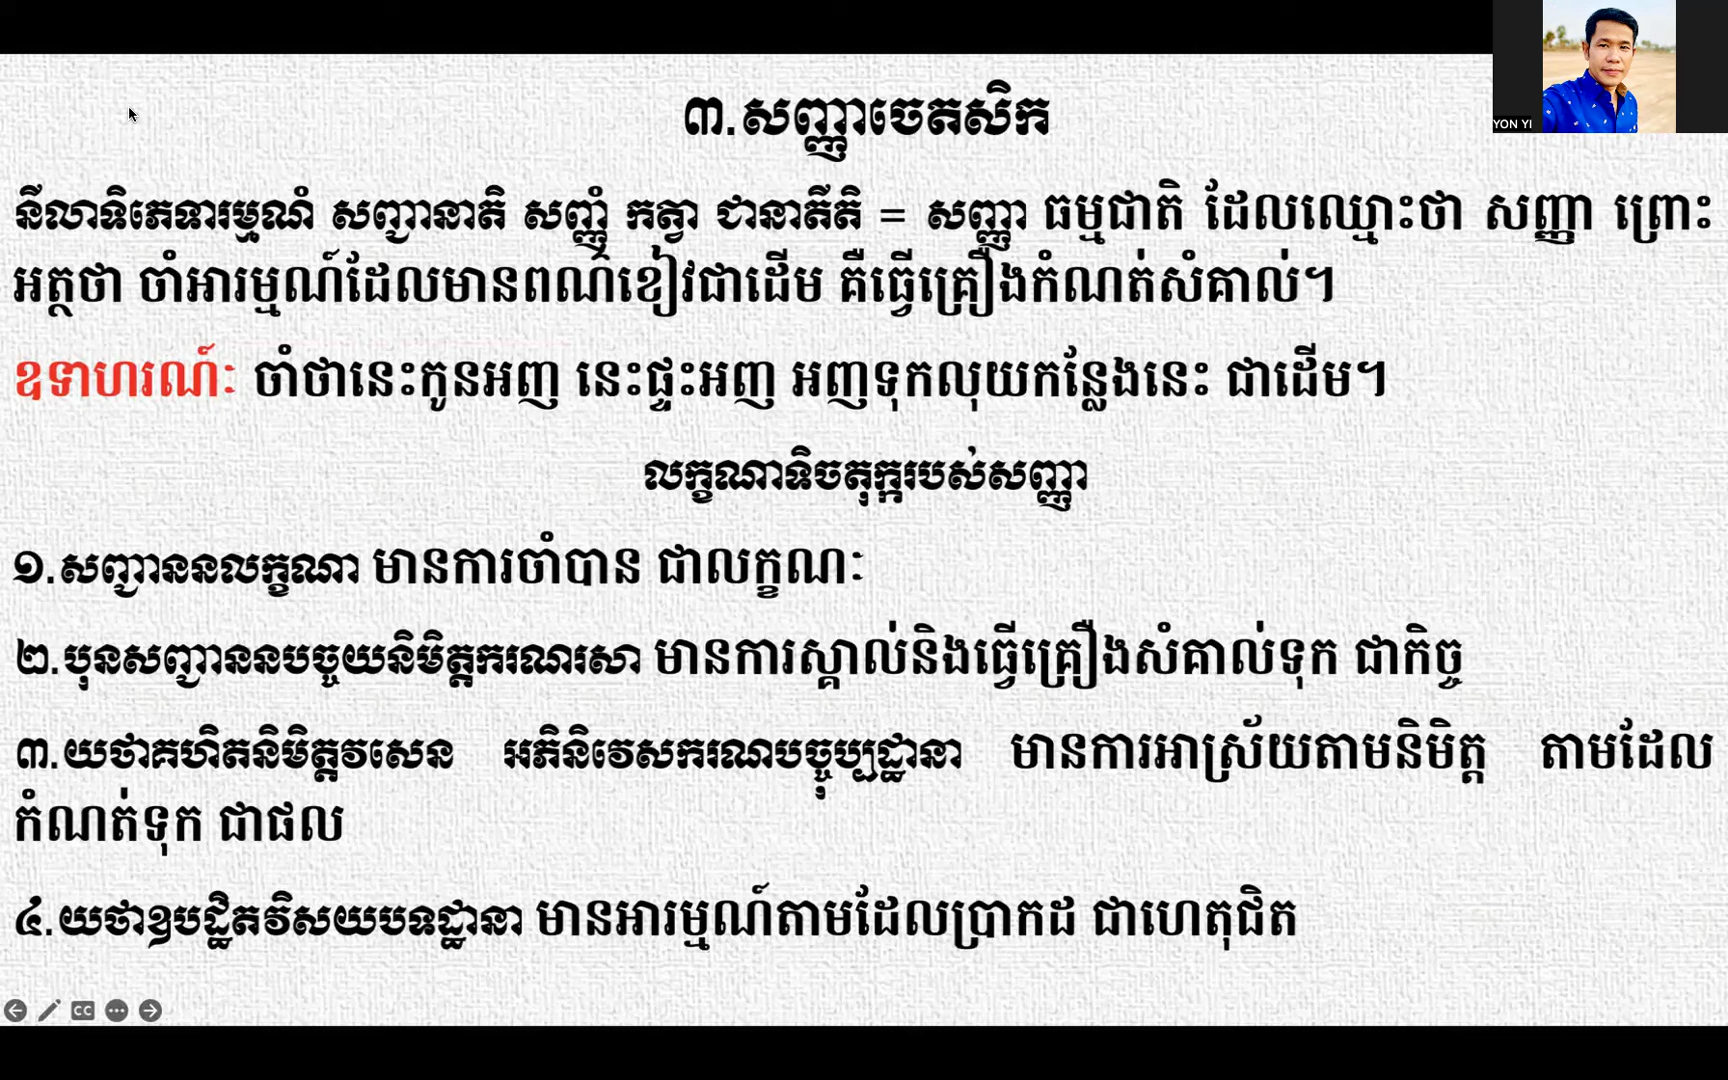 YON YI
៣.សញ្ញាចេតសិក
នីលាទិភេទារម្មណំ សញ្ជានាតិ សញ្ញំ កត្វា ជានាតីតិ = សញ្ញា ធម្មជាតិ ដែលឈ្មោះថា សញ្ញា ព្រោះ
អត្ថថា ចាំអារម្មណ៍ដែលមានពណ៌ខៀវជាដើម គឺធ្វើគ្រឿងកំណត់សំគាល់។
ឧទាហរណ៍ៈ ចាំថានេះកូនអញ នេះផ្ទះអញ អញទុកលុយកន្លែងនេះ ជាដើម។
លក្ខណាទិចតុក្ករបស់សញ្ញា
១.សញ្ជាននលក្ខណា មានការចាំបាន ជាលក្ខណៈ
២.បុនសញ្ជាននបច្ចយនិមិត្តករណរសា មានការស្គាល់និងធ្វើគ្រឿងសំគាល់ទុក ជាកិច្ច
៣.យថាគហិតនិមិត្តវសេន អភិនិវេសករណបច្ចុប្បដ្ឋានា មានការអាស្រ័យតាមនិមិត្ត តាមដែល
កំណត់ទុក ជាផល
៤.យថាឧបដ្ឋិតវិសយបទដ្ឋានា មានអារម្មណ៍តាមដែលប្រាកដ ជាហេតុជិត
CC